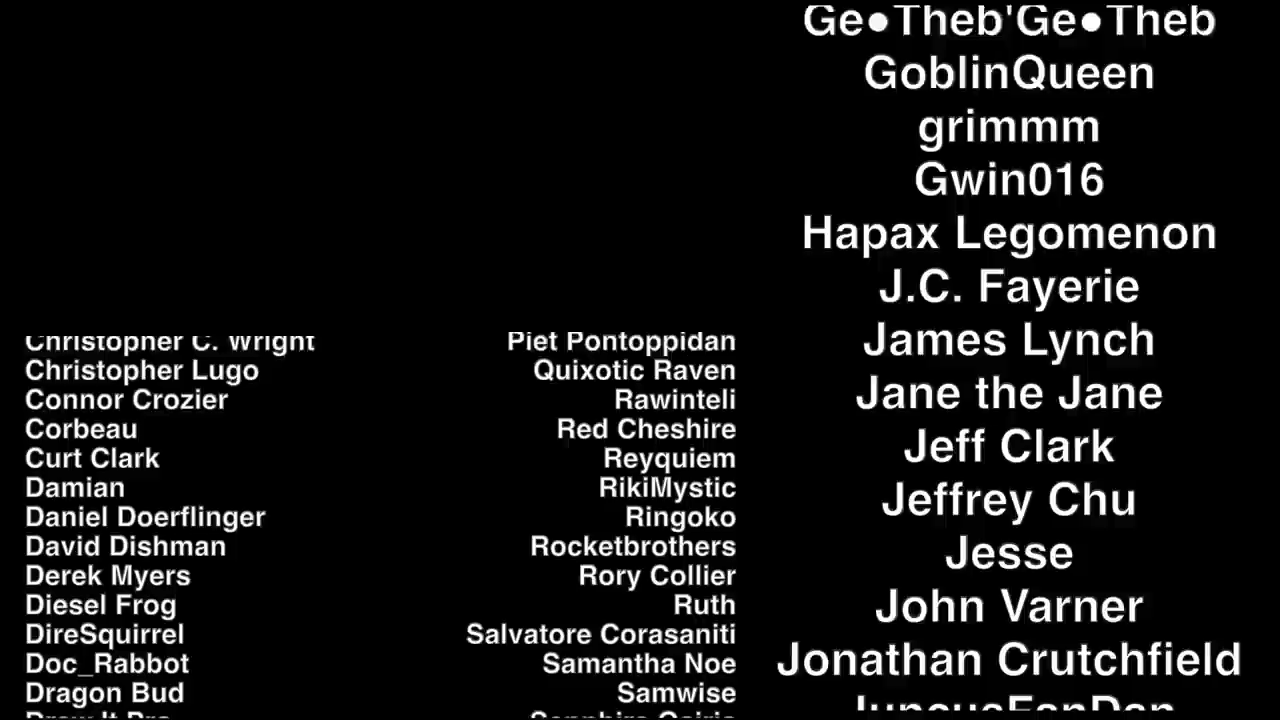 Christopher C. Wright
Christopher Lugo
Connor Crozier
Corbeau
Curt Clark
Damian
Daniel Doerflinger
David Dishman
Derek Myers
Diesel Frog
DireSquirrel
Doc_Rabbot
Dragon Bud
Piet Pontoppidan
Quixotic Raven
Rawinteli
Red Cheshire
Reyquiem
RikiMystic
Ringoko
Rocketbrothers
Rory Collier
Ruth
Salvatore Corasaniti
Samantha Noe
Samwise
Ge●Theb'Ge●Theb
GoblinQueen
grimmm
Gwin016
Hapax Legomenon
J.C. Fayerie
James Lynch
Jane the Jane
Jeff Clark
Jeffrey Chu
Jesse
John Varner
Jonathan Crutchfield